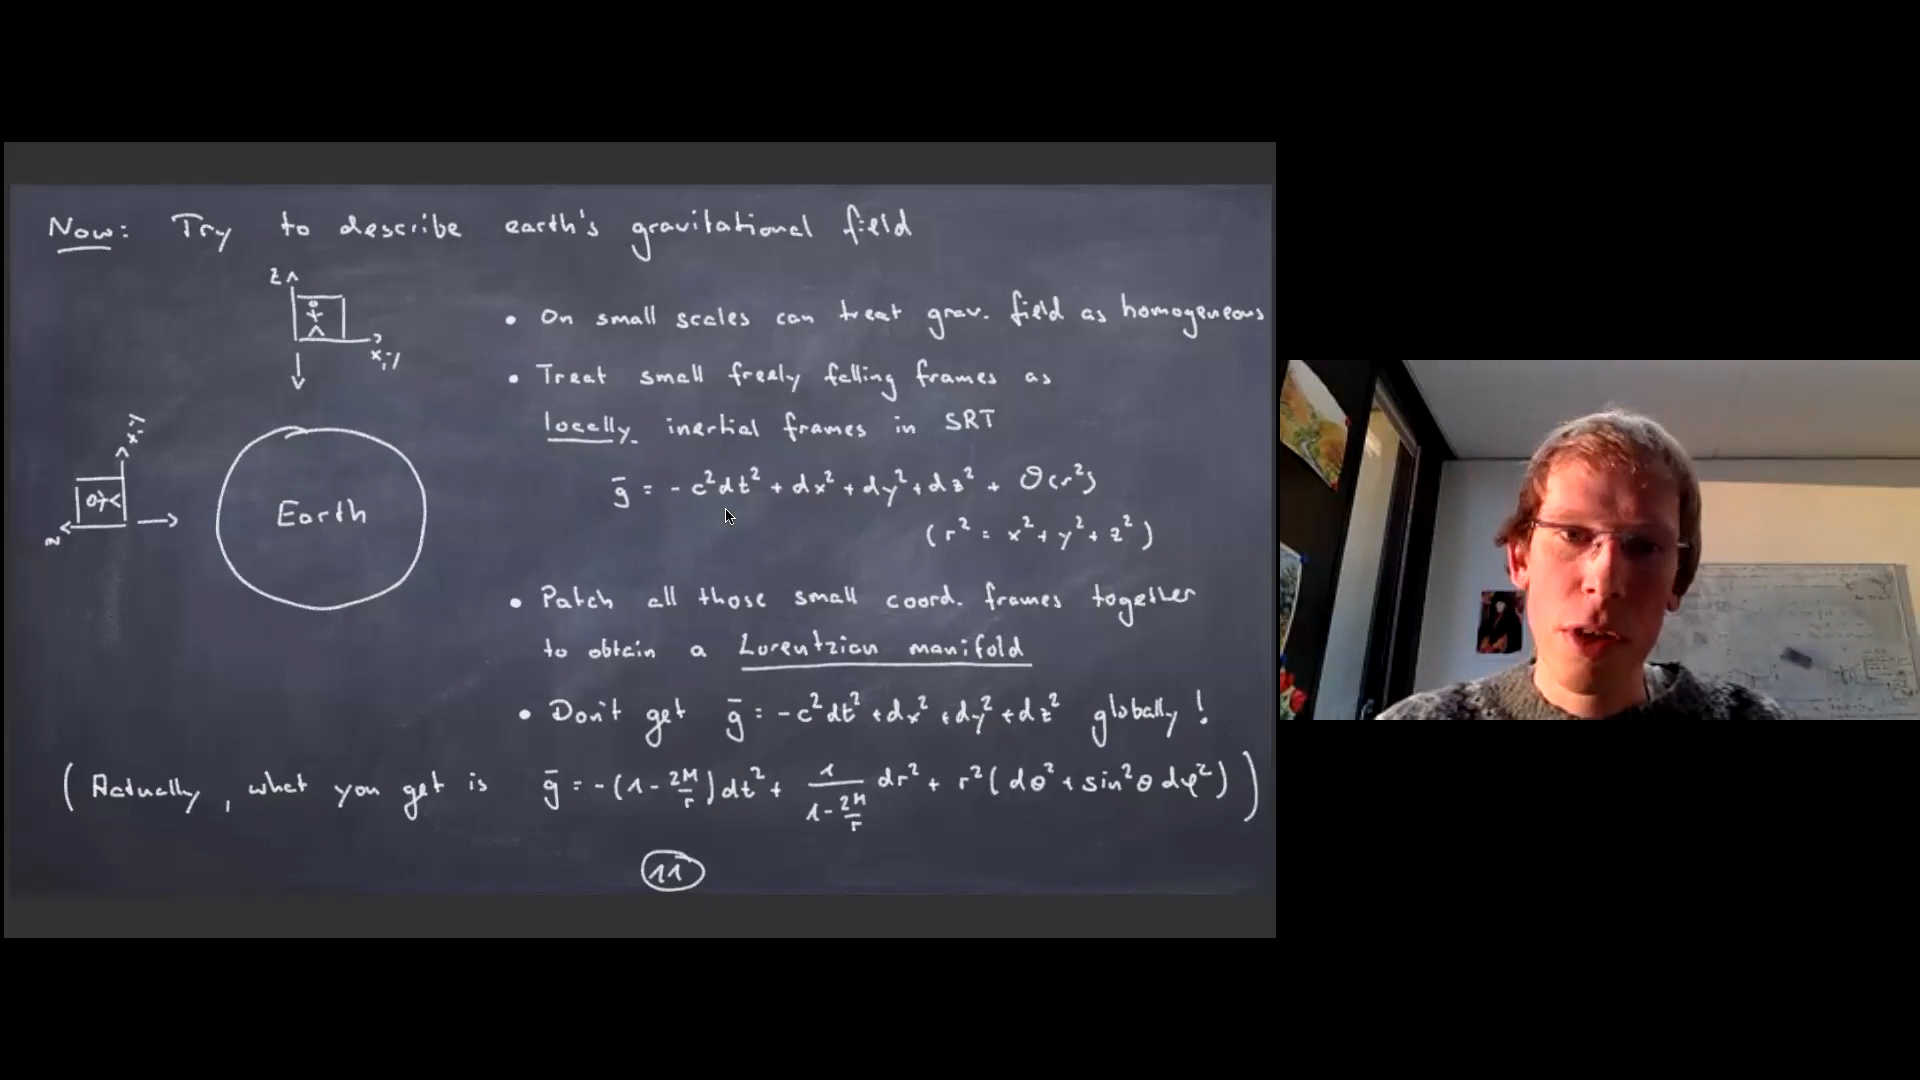 Now: Try to describe earth's gravitational field
z
x,y
x,y
z
Earth
• On small scales can treat grav. field as homogeneous
• Treat small freely falling frames as
locally inertial frames in SRT
ḡ = - c²dt² + dx² + dy² + dz² + O(r²)
(r² = x² + y² + z²)
• Patch all those small coord. frames together
to obtain a Lorentzian manifold
• Don't get ḡ = -c²dt² + dx² + dy² + dz² globally!
(Actually, what you get is ḡ = -(1 - 2M/r)dt² + 1/(1 - 2M/r) dr² + r²(dθ² + sin²θ dφ²))
11